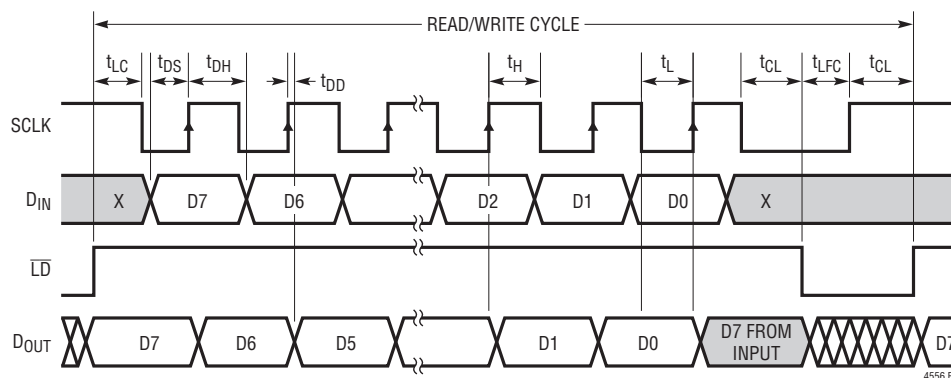 READ/WRITE CYCLE
tLC tDS tDH tDD tH tL tCL tLFC tCL
SCLK
DIN X D7 D6 D2 D1 D0 X
LD
DOUT D7 D6 D5 D1 D0 D7 FROM INPUT D7